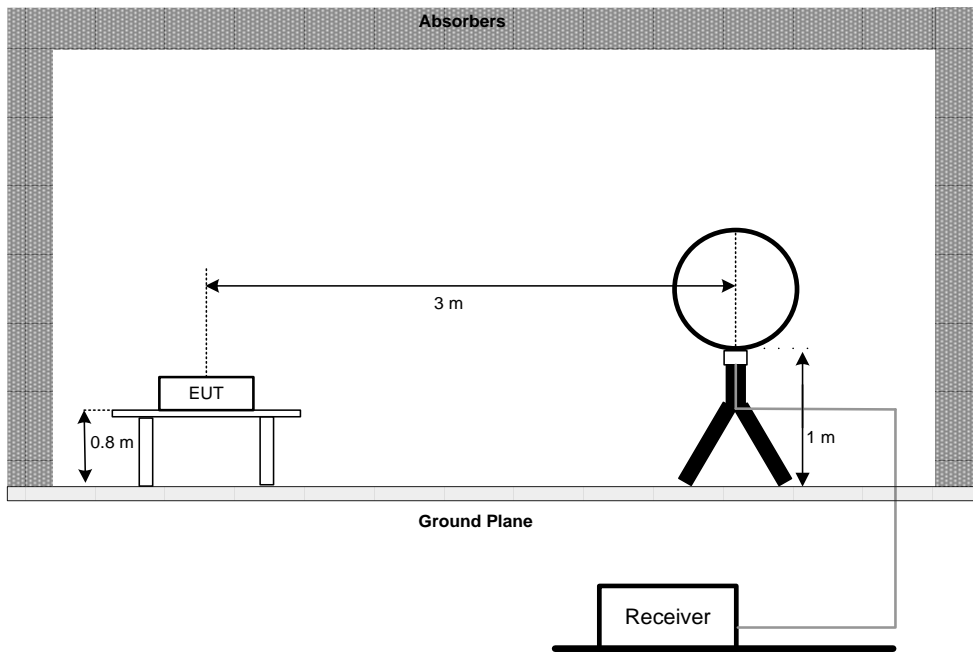 Absorbers
3 m
EUT
0.8 m
1 m
Ground Plane
Receiver